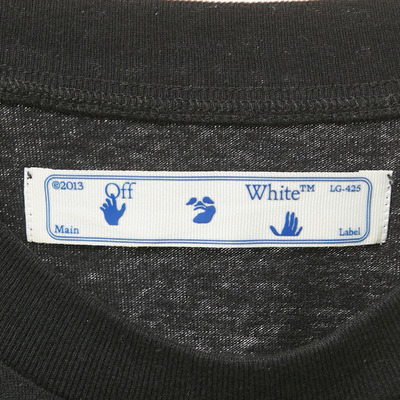 ©2013 Off White™ LG-425
Main Label